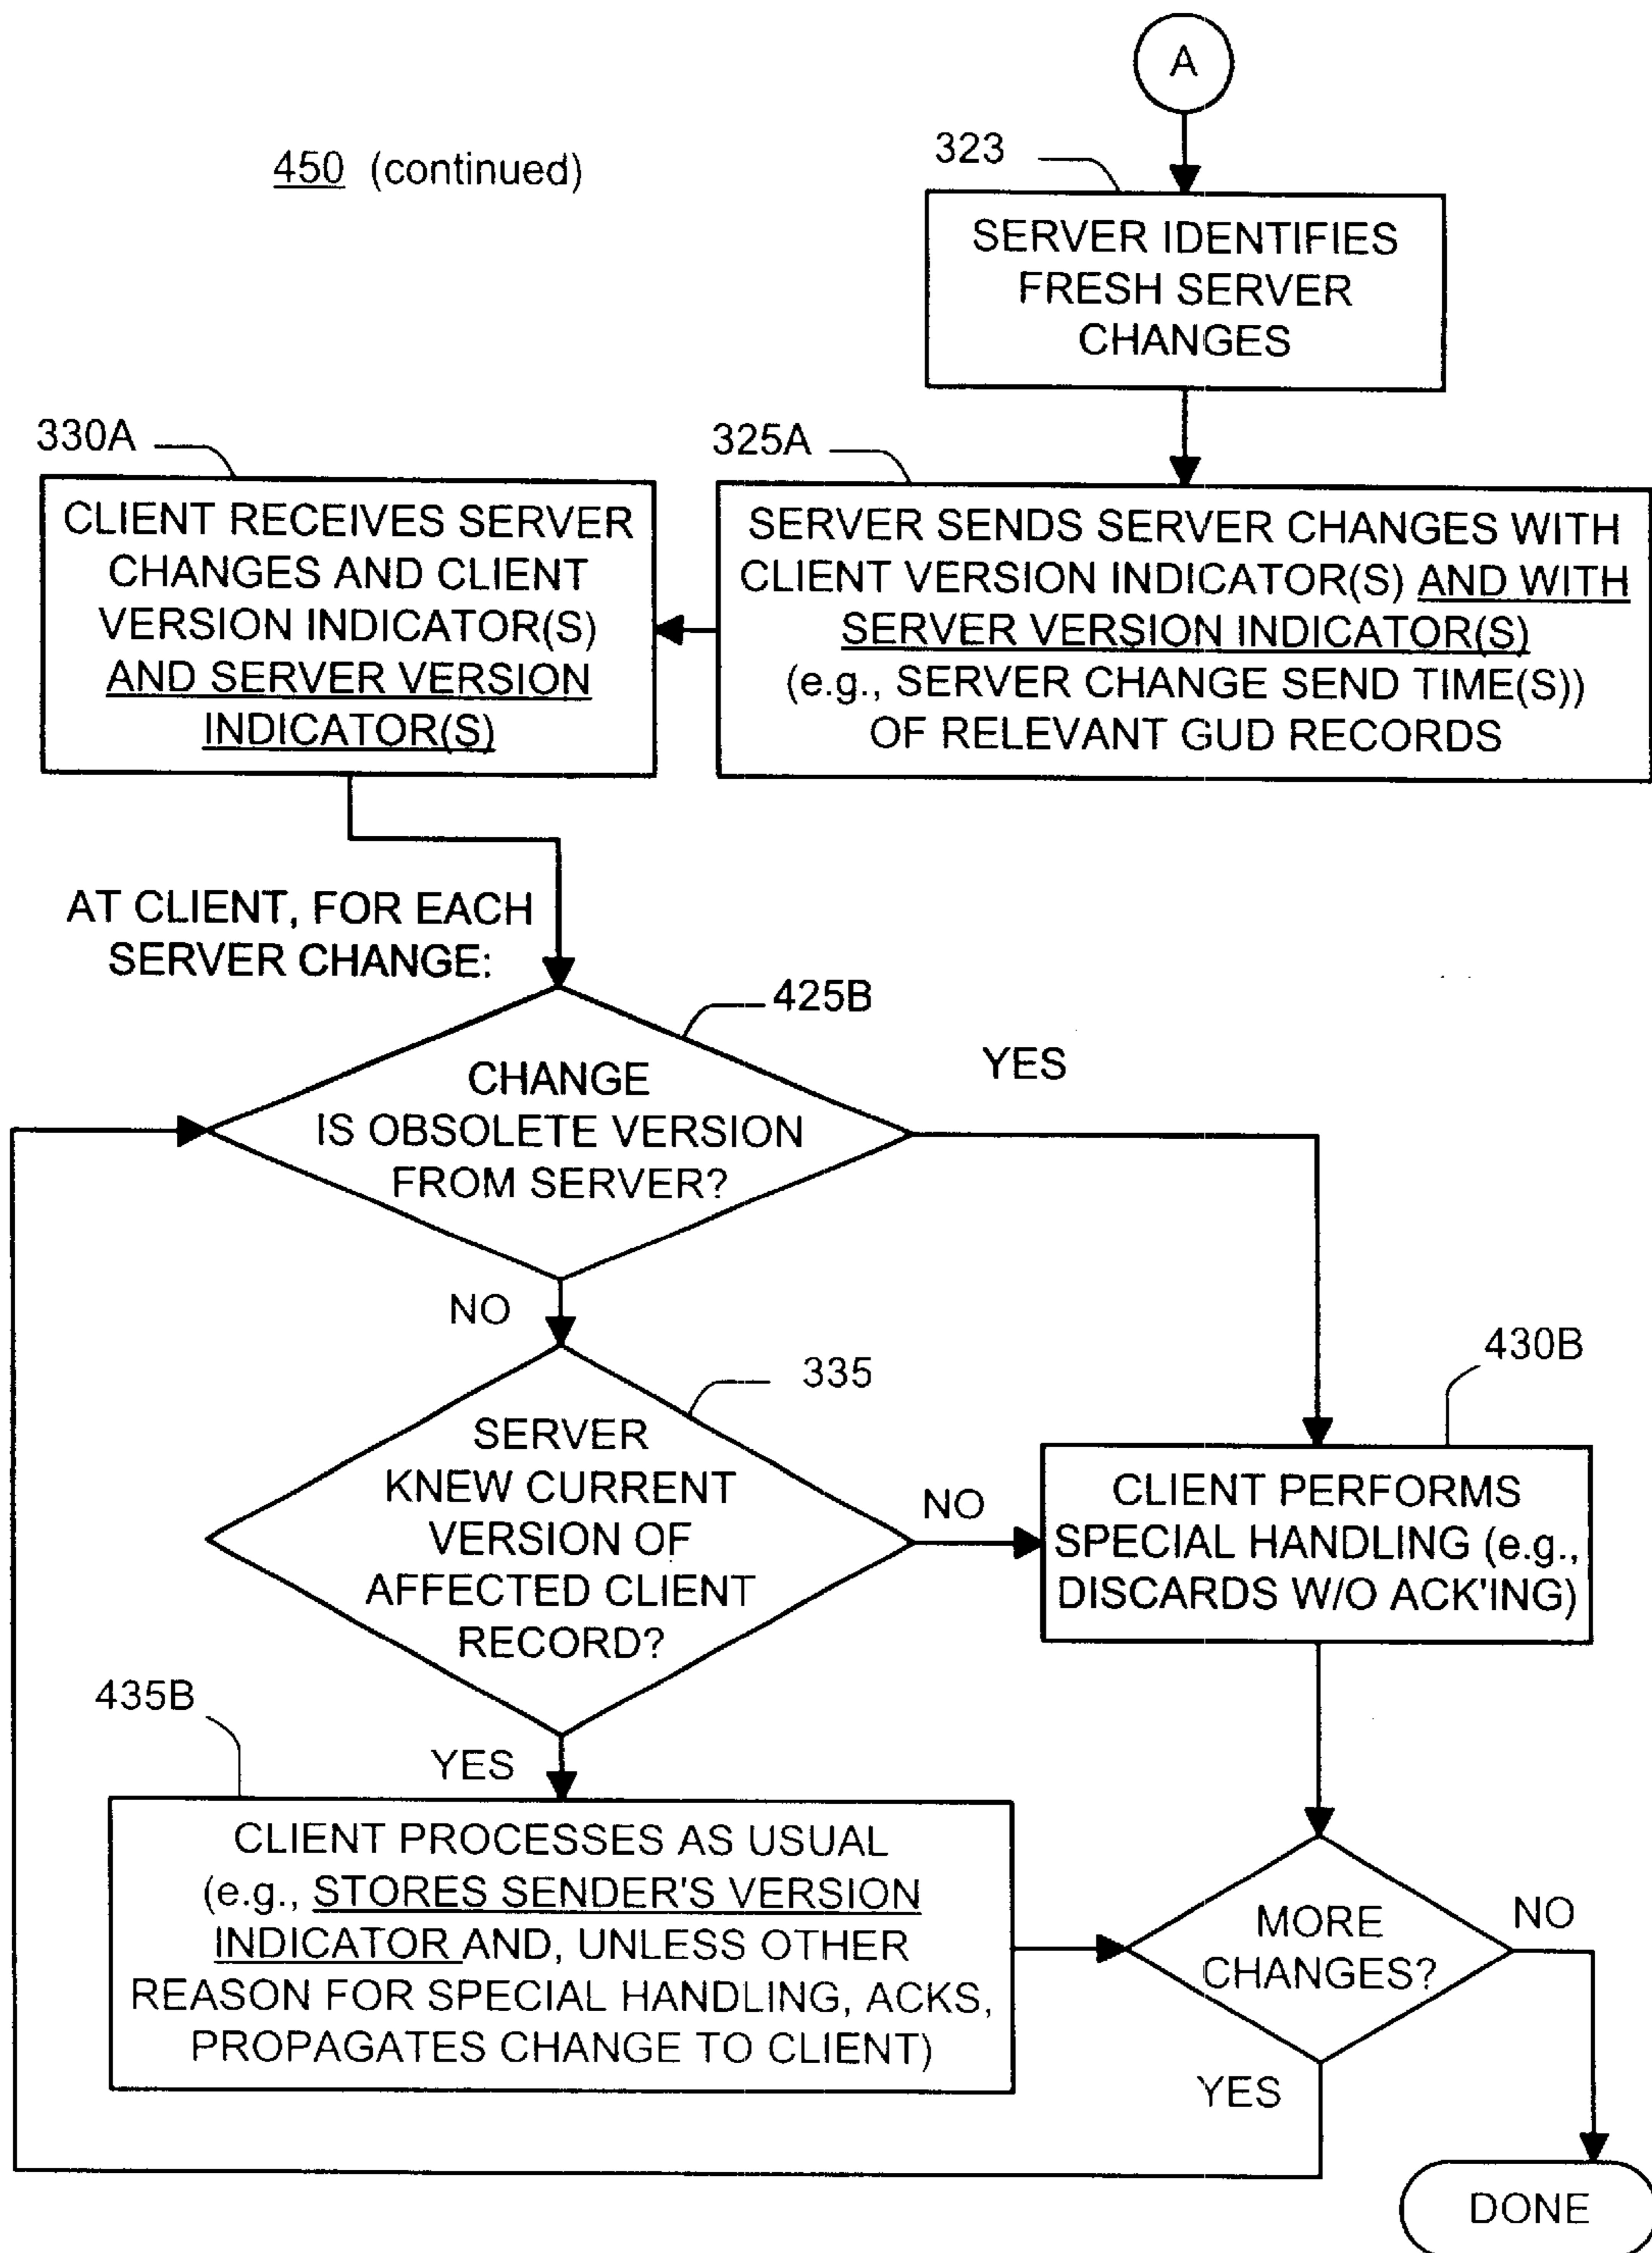 A
450 (continued)
323
SERVER IDENTIFIES
FRESH SERVER
CHANGES
330A
CLIENT RECEIVES SERVER
CHANGES AND CLIENT
VERSION INDICATOR(S)
AND SERVER VERSION
INDICATOR(S)
325A
SERVER SENDS SERVER CHANGES WITH
CLIENT VERSION INDICATOR(S) AND WITH
SERVER VERSION INDICATOR(S)
(e.g., SERVER CHANGE SEND TIME(S))
OF RELEVANT GUD RECORDS
AT CLIENT, FOR EACH
SERVER CHANGE:
425B
CHANGE
IS OBSOLETE VERSION
FROM SERVER?
YES
NO
335
SERVER
KNEW CURRENT
VERSION OF
AFFECTED CLIENT
RECORD?
NO
430B
CLIENT PERFORMS
SPECIAL HANDLING (e.g.,
DISCARDS W/O ACK'ING)
435B
YES
CLIENT PROCESSES AS USUAL
(e.g., STORES SENDER'S VERSION
INDICATOR AND, UNLESS OTHER
REASON FOR SPECIAL HANDLING, ACKS,
PROPAGATES CHANGE TO CLIENT)
MORE
CHANGES?
NO
YES
DONE